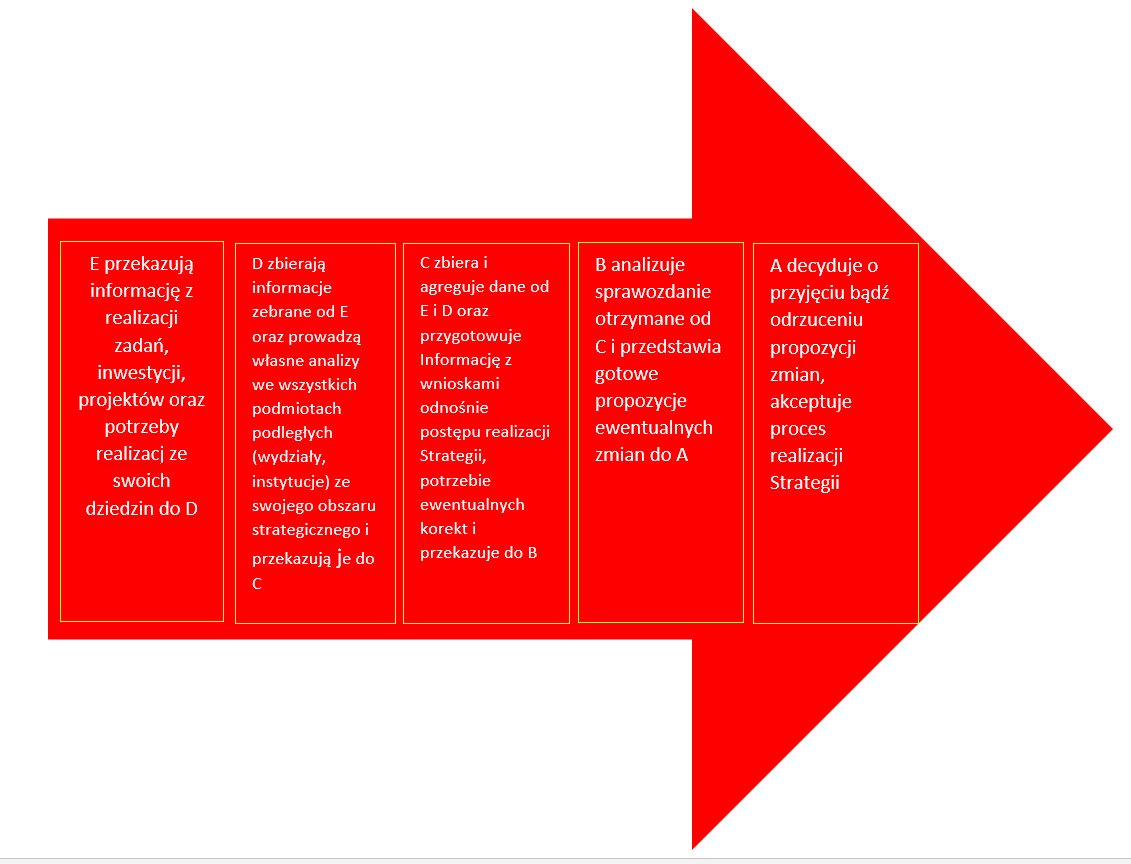 E przekazują
informację z
realizacji
zadań,
inwestycji,
projektów oraz
potrzeby
realizacj ze
swoich
dziedzin do D
D zbierają
informacje
zebrane od E
oraz prowadzą
własne analizy
we wszystkich
podmiotach
podległych
(wydziały,
instytucje) ze
swojego obszaru
strategicznego i
przekazują je do
C
C zbiera i
agreguje dane od
E i D oraz
przygotowuje
Informację z
wnioskami
odnośnie
postępu realizacji
Strategii,
potrzebie
ewentualnych
korekt i
przekazuje do B
B analizuje
sprawozdanie
otrzymane od
C i przedstawia
gotowe
propozycje
ewentualnych
zmian do A
A decyduje o
przyjęciu bądź
odrzuceniu
propozycji
zmian,
akceptuje
proces
realizacji
Strategii